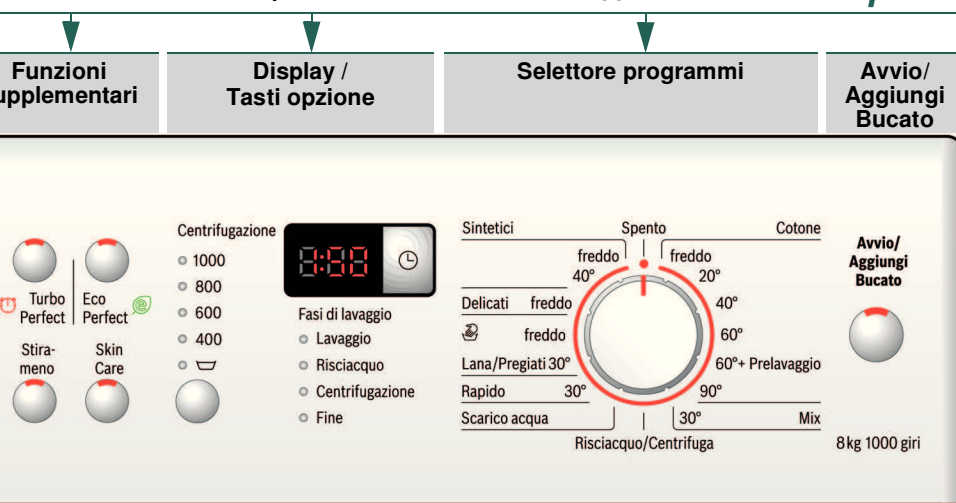 Funzioni
upplementari
Display /
Tasti opzione
Selettore programmi
Avvio/
Aggiungi
Bucato
Turbo
Perfect
Eco
Perfect
Stira-
meno
Skin
Care
Centrifugazione
1000
800
600
400
1:58
Fasi di lavaggio
Lavaggio
Risciacquo
Centrifugazione
Fine
Sintetici
Spento
Cotone
freddo
40°
Delicati freddo
freddo
Lana/Pregiati 30°
Rapido 30°
Scarico acqua
freddo
20°
40°
60°
60°+ Prelavaggio
90°
30° Mix
Risciacquo/Centrifuga
Avvio/
Aggiungi
Bucato
8 kg 1000 giri